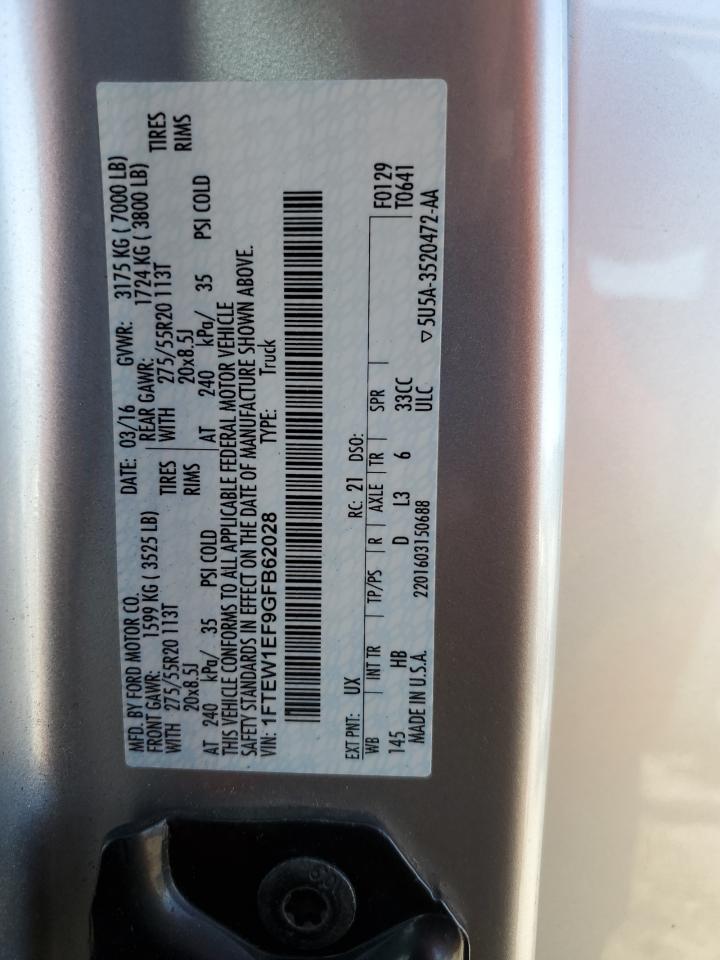 MFD. BY FORD MOTOR CO. DATE: 03/16 GVWR: 3175 KG ( 7000 LB)
FRONT GAWR: 1599 KG ( 3525 LB) REAR GAWR: 1724 KG ( 3800 LB)
WITH 275/55R20 113T TIRES WITH 275/55R20 113T TIRES
20x8.5J RIMS 20x8.5J RIMS
AT 240 kPa/ 35 PSI COLD AT 240 kPa/ 35 PSI COLD
THIS VEHICLE CONFORMS TO ALL APPLICABLE FEDERAL MOTOR VEHICLE
SAFETY STANDARDS IN EFFECT ON THE DATE OF MANUFACTURE SHOWN ABOVE.
VIN: 1FTEW1EF9GFB62028 TYPE: Truck
EXT PNT: UX RC: 21 DSO:
WB INT TR TP/PS R AXLE TR SPR F0129
145 HB D L3 6 33CC T0641
MADE IN U.S.A. 2201603150688 ULC
▽ 5U5A-3520472-AA